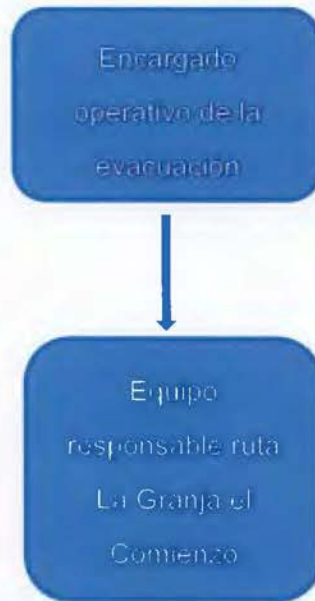 Encargado
operativo de la
evacuación
Equipo
responsable ruta
La Granja el
Comienzo